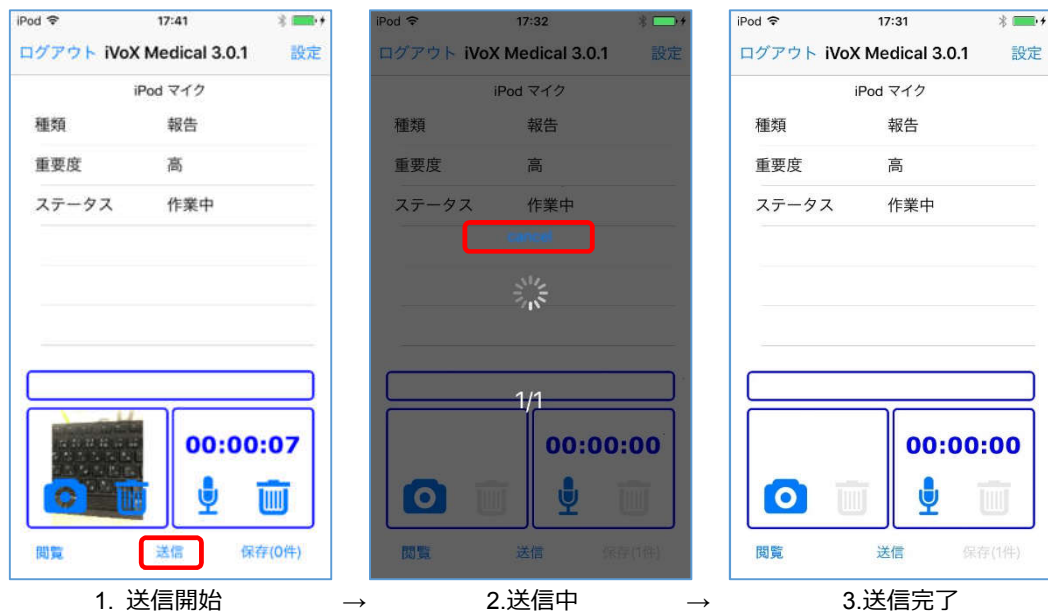 iPod 17:41
ログアウト iVoX Medical 3.0.1 設定
iPod マイク
種類 報告
重要度 高
ステータス 作業中
00:00:07
閲覧 送信 保存(0件)
iPod 17:32
ログアウト iVoX Medical 3.0.1 設定
iPod マイク
種類 報告
重要度 高
ステータス 作業中
1/1
00:00:00
閲覧 送信 保存(1件)
iPod 17:31
ログアウト iVoX Medical 3.0.1 設定
iPod マイク
種類 報告
重要度 高
ステータス 作業中
00:00:00
閲覧 送信 保存(1件)
1. 送信開始 → 2.送信中 → 3.送信完了